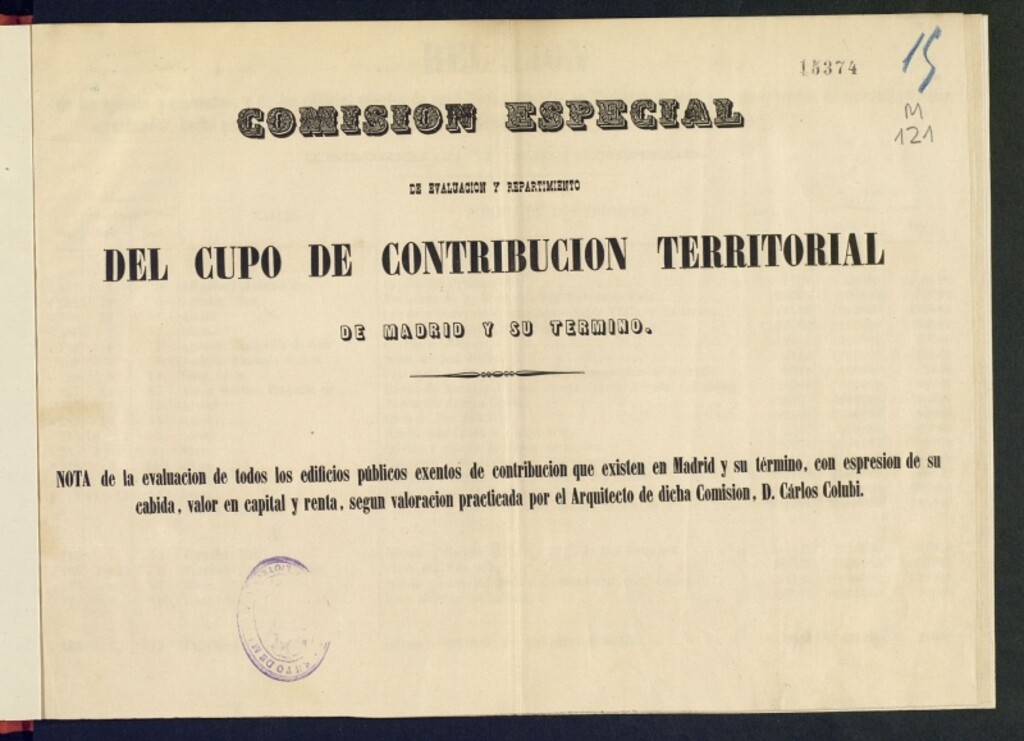 15374
15
M
121
COMISION ESPECIAL
DE EVALUACION Y REPARTIMIENTO
DEL CUPO DE CONTRIBUCION TERRITORIAL
DE MADRID Y SU TERMINO.
NOTA de la evaluacion de todos los edificios públicos exentos de contribucion que existen en Madrid y su término, con espresion de su
cabida, valor en capital y renta, segun valoracion practicada por el Arquitecto de dicha Comision, D. Cárlos Colubi.